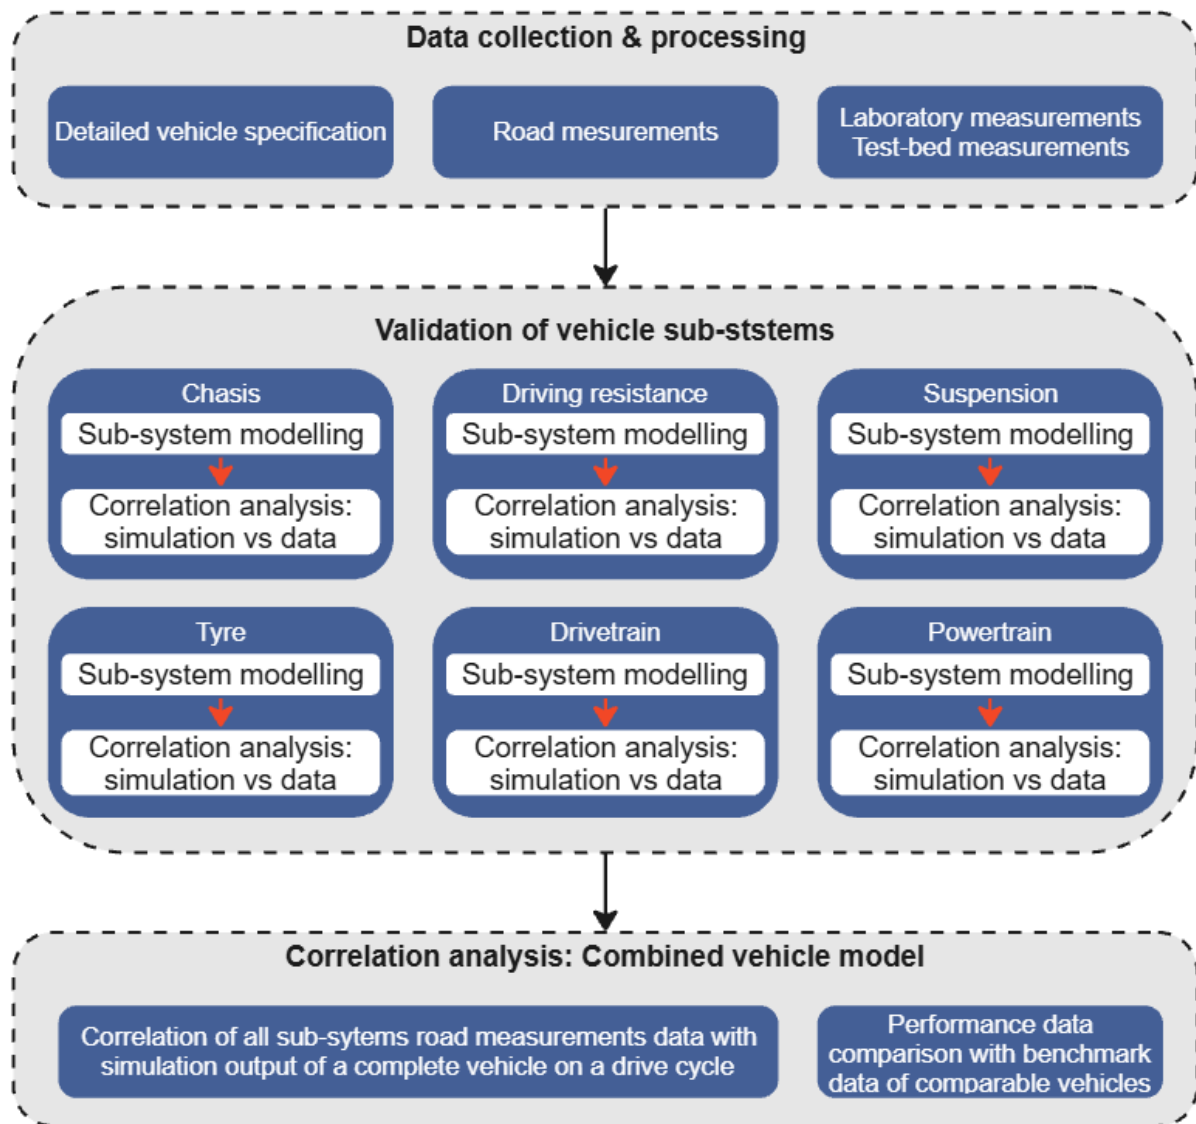 Data collection & processing
Detailed vehicle specification
Road mesurements
Laboratory measurements
Test-bed measurements
Validation of vehicle sub-ststems
Chasis
Sub-system modelling
Correlation analysis:
simulation vs data
Driving resistance
Sub-system modelling
Correlation analysis:
simulation vs data
Suspension
Sub-system modelling
Correlation analysis:
simulation vs data
Tyre
Sub-system modelling
Correlation analysis:
simulation vs data
Drivetrain
Sub-system modelling
Correlation analysis:
simulation vs data
Powertrain
Sub-system modelling
Correlation analysis:
simulation vs data
Correlation analysis: Combined vehicle model
Correlation of all sub-sytems road measurements data with
simulation output of a complete vehicle on a drive cycle
Performance data
comparison with benchmark
data of comparable vehicles